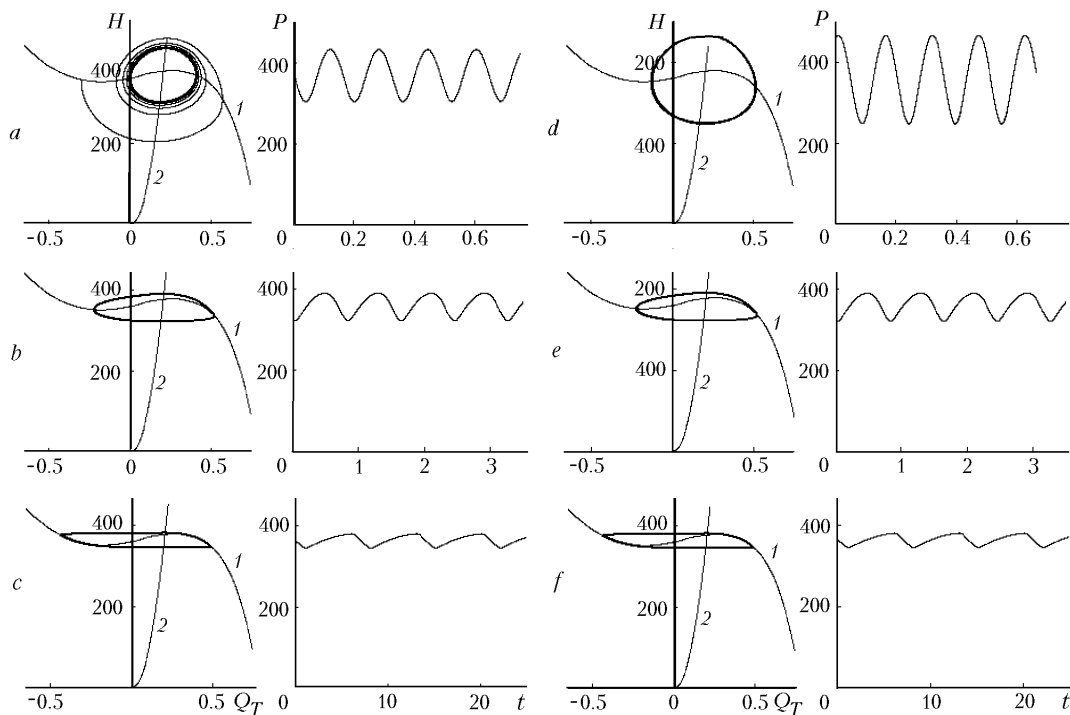 H P H P
400 400 200 400
1 1
a d
200 200 400 200
2 2
-0.5 0 0.5 0 0.2 0.4 0.6 -0.5 0 0.5 0 0.2 0.4 0.6
400 400 200 400
1 1
b e
200 2 200 400 2 200
-0.5 0 0.5 0 1 2 3 -0.5 0 0.5 0 1 2 3
400 400 400 400
1 1
c f
200 200 200 200
2 2
-0.5 0 0.5 Q_T 0 10 20 t -0.5 0 0.5 Q_T 0 10 20 t